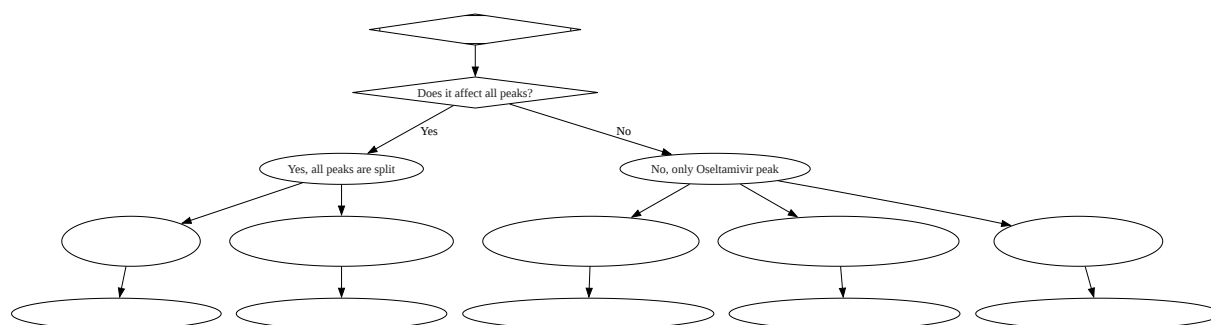 Does it affect all peaks?
Yes
No
Yes, all peaks are split
No, only Oseltamivir peak